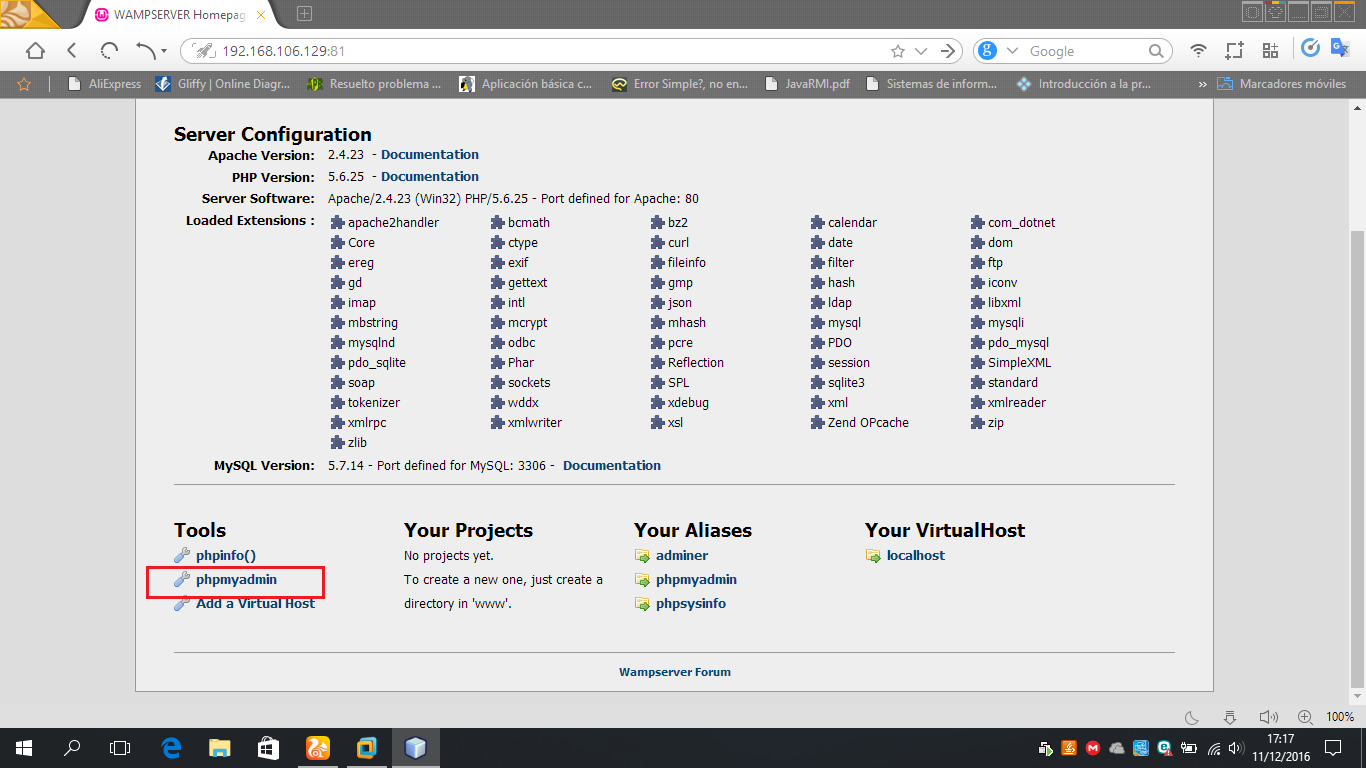 WAMPSERVER Homepag
192.168.106.129:81
Google
AliExpress
Gliffy | Online Diagr...
Resuelto problema ...
Aplicación básica c...
Error Simple?, no en...
JavaRMI.pdf
Sistemas de inform...
Introducción a la pr...
»
Marcadores móviles
Server Configuration
Apache Version: 2.4.23 - Documentation
PHP Version: 5.6.25 - Documentation
Server Software: Apache/2.4.23 (Win32) PHP/5.6.25 - Port defined for Apache: 80
Loaded Extensions : apache2handler bcmath bz2 calendar com_dotnet
Core ctype curl date dom
ereg exif fileinfo filter ftp
gd gettext gmp hash iconv
imap intl json ldap libxml
mbstring mcrypt mhash mysql mysqli
mysqlnd odbc pcre PDO pdo_mysql
pdo_sqlite Phar Reflection session SimpleXML
soap sockets SPL sqlite3 standard
tokenizer wddx xdebug xml xmlreader
xmlrpc xmlwriter xsl Zend OPcache zip
zlib
MySQL Version: 5.7.14 - Port defined for MySQL: 3306 - Documentation
Tools
phpinfo()
phpmyadmin
Add a Virtual Host
Your Projects
No projects yet.
To create a new one, just create a
directory in 'www'.
Your Aliases
adminer
phpmyadmin
phpsysinfo
Your VirtualHost
localhost
Wampserver Forum
100%
17:17
11/12/2016